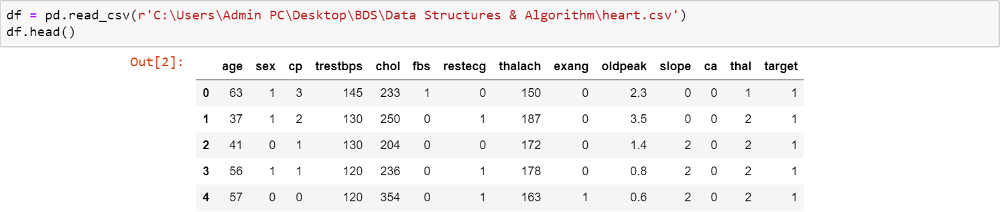 df = pd.read_csv(r'C:\Users\Admin PC\Desktop\BDS\Data Structures & Algorithm\heart.csv')
df.head()
Out[2]:
age sex cp trestbps chol fbs restecg thalach exang oldpeak slope ca thal target
0 63 1 3 145 233 1 0 150 0 2.3 0 0 1 1
1 37 1 2 130 250 0 1 187 0 3.5 0 0 2 1
2 41 0 1 130 204 0 0 172 0 1.4 2 0 2 1
3 56 1 1 120 236 0 1 178 0 0.8 2 0 2 1
4 57 0 0 120 354 0 1 163 1 0.6 2 0 2 1